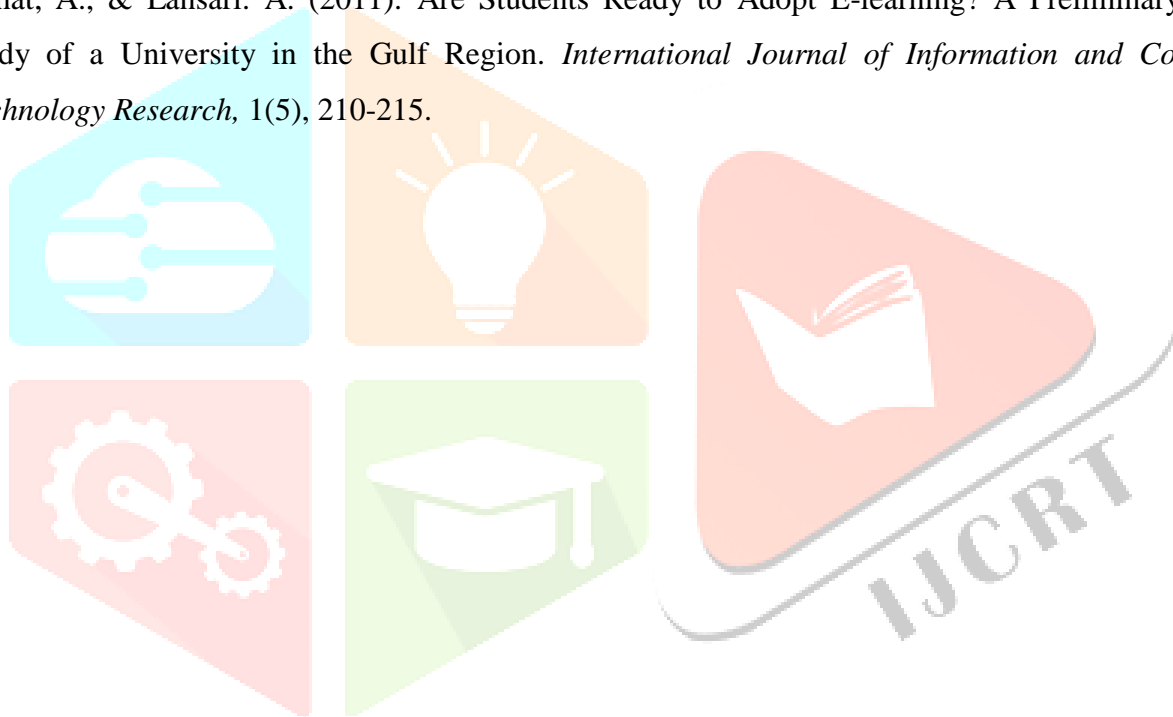 A., & Lansari. A. (2011). Are Students Ready to Adopt E-learning? A Preliminary
of a University in the Gulf Region. International Journal of Information and
Research, 1(5), 210-215.
IJCRT